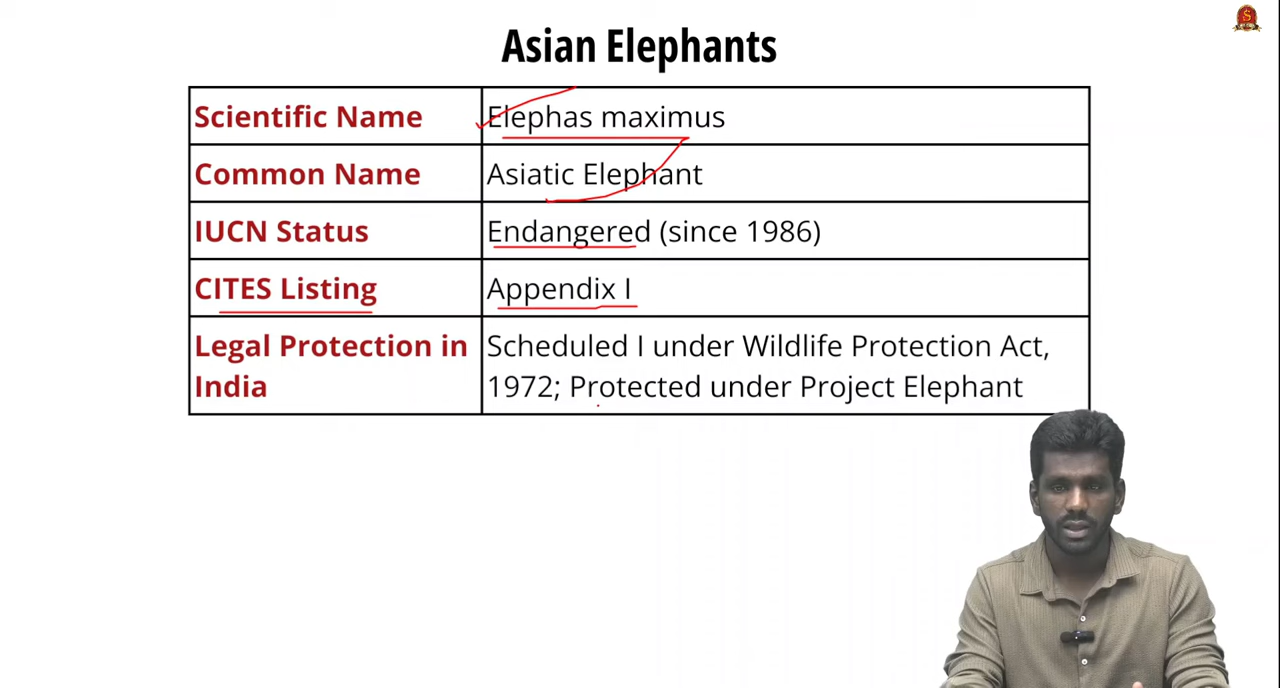 Asian Elephants
Scientific Name
Elephas maximus
Common Name
Asiatic Elephant
IUCN Status
Endangered (since 1986)
CITES Listing
Appendix I
Legal Protection in
India
Scheduled I under Wildlife Protection Act,
1972; Protected under Project Elephant